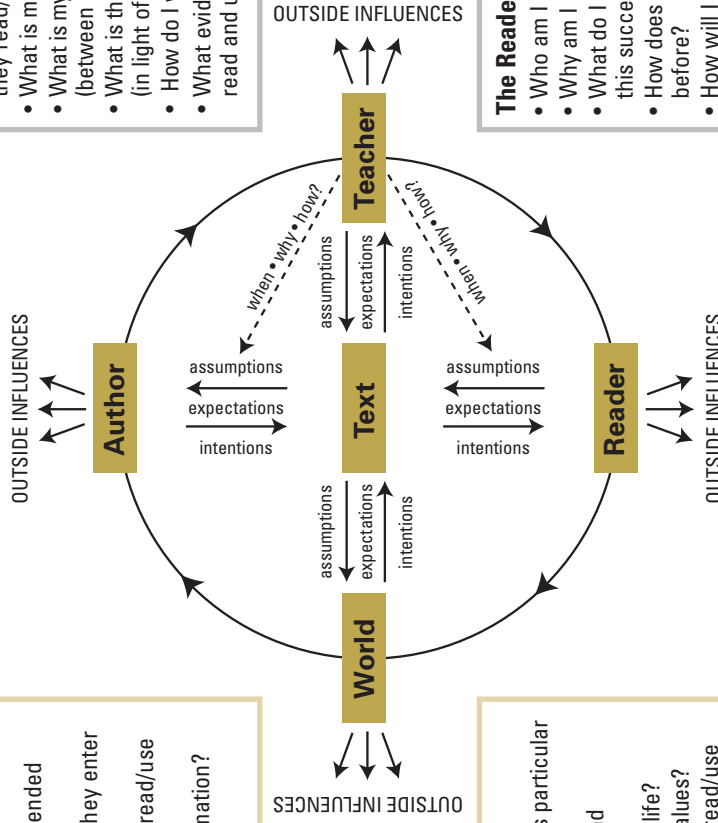 they read/
• What is m
• What is my
(between
• What is th
(in light of
• How do I v
• What evid
read and u
OUTSIDE INFLUENCES
The Reade
• Who am I
• Why am I
• What do I
this succe
• How does
before?
• How will I
Teacher
when • why • how?
when • why • how?
assumptions
expectations
intentions
OUTSIDE INFLUENCES
Author
assumptions
expectations
intentions
Text
assumptions
expectations
intentions
Reader
OUTSIDE INFLUENCES
assumptions
expectations
intentions
World
OUTSIDE INFLUENCES
ended
hey enter
read/use
nation?
s particular
d
life?
alues?
read/use